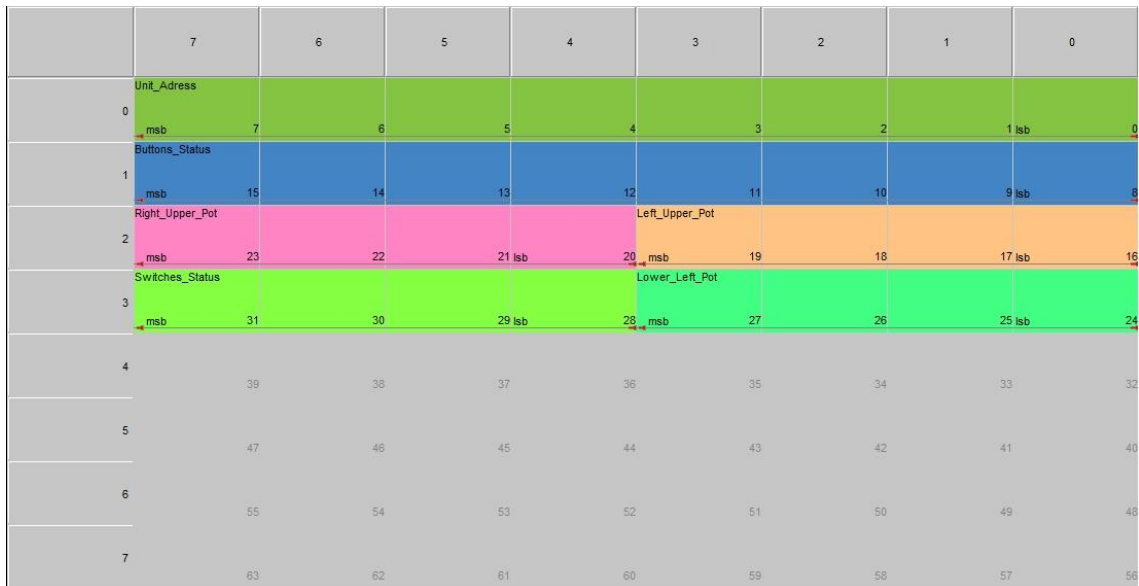 7 6 5 4 3 2 1 0
Unit_Adress
0
msb 7 6 5 4 3 2 1 lsb 0
Buttons_Status
1
msb 15 14 13 12 11 10 9 lsb 8
Right_Upper_Pot Left_Upper_Pot
2
msb 23 22 21 lsb 20 msb 19 18 17 lsb 16
Switches_Status Lower_Left_Pot
3
msb 31 30 29 lsb 28 msb 27 26 25 lsb 24
4
39 38 37 36 35 34 33 32
5
47 46 45 44 43 42 41 40
6
55 54 53 52 51 50 49 48
7
63 62 61 60 59 58 57 56